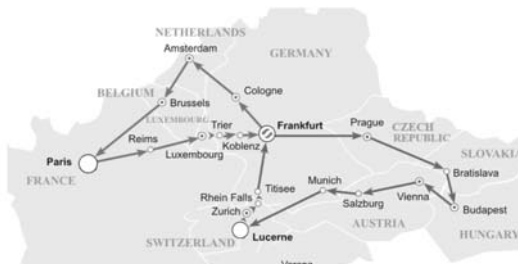 NETHERLANDS
Amsterdam
GERMANY
BELGIUM
Cologne
Brussels
LUXEMBOURG
Trier
Frankfurt
Prague
CZECH
REPUBLIC
Reims
Koblenz
Luxembourg
Paris
SLOVAKIA
FRANCE
Bratislava
Titisee
Munich
Rhein Falls
Vienna
Zurich
Salzburg
Budapest
AUSTRIA
Lucerne
HUNGARY
SWITZERLAND
Verona